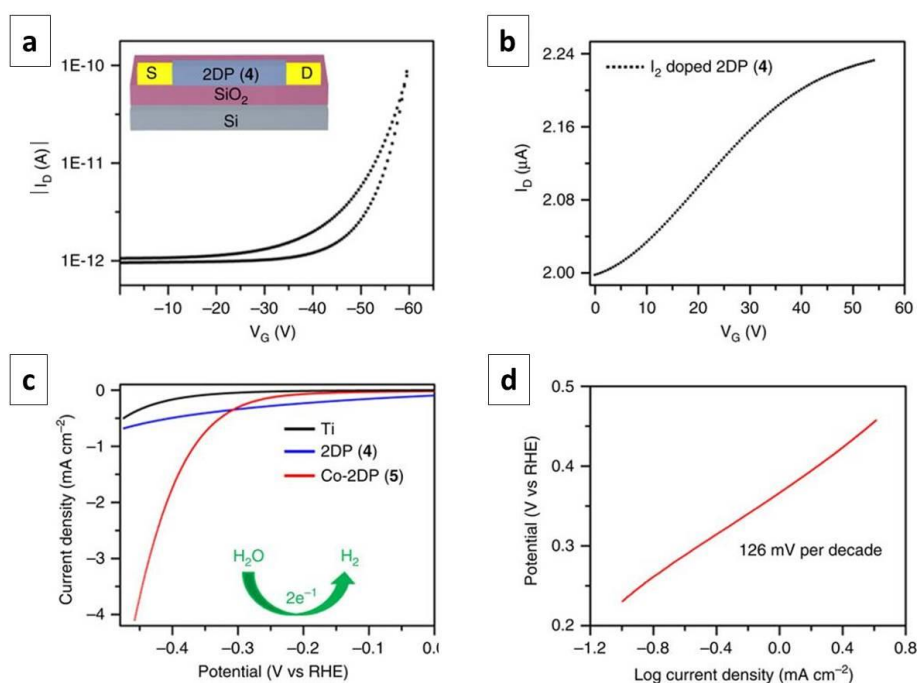 a
1E-10
1E-11
1E-12
|I_D (A)|
S
2DP (4)
D
SiO₂
Si
−10
−20
−30
−40
−50
−60
V_G (V)
b
2.24
2.16
2.08
2.00
I_D (μA)
I₂ doped 2DP (4)
0
10
20
30
40
50
60
V_G (V)
c
0
−1
−2
−3
−4
Current density (mA cm⁻²)
Ti
2DP (4)
Co-2DP (5)
H₂O
H₂
2e⁻¹
−0.4
−0.3
−0.2
−0.1
Potential (V vs RHE)
d
0.5
0.4
0.3
0.2
Potential (V vs RHE)
126 mV per decade
−1.2
−0.8
−0.4
0.0
0.4
0.8
Log current density (mA cm⁻²)